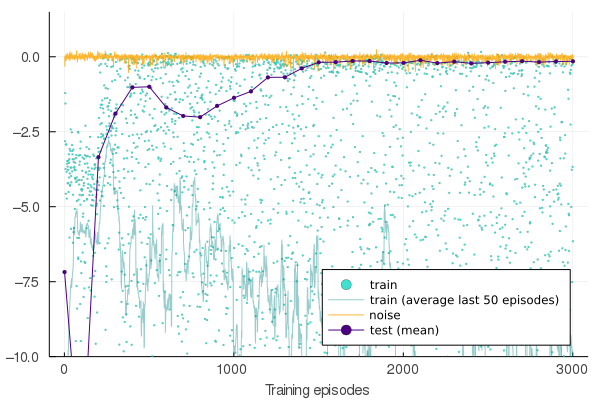 0.0
−2.5
−5.0
−7.5
−10.0
0
1000
2000
3000
Training episodes
train
train (average last 50 episodes)
noise
test (mean)